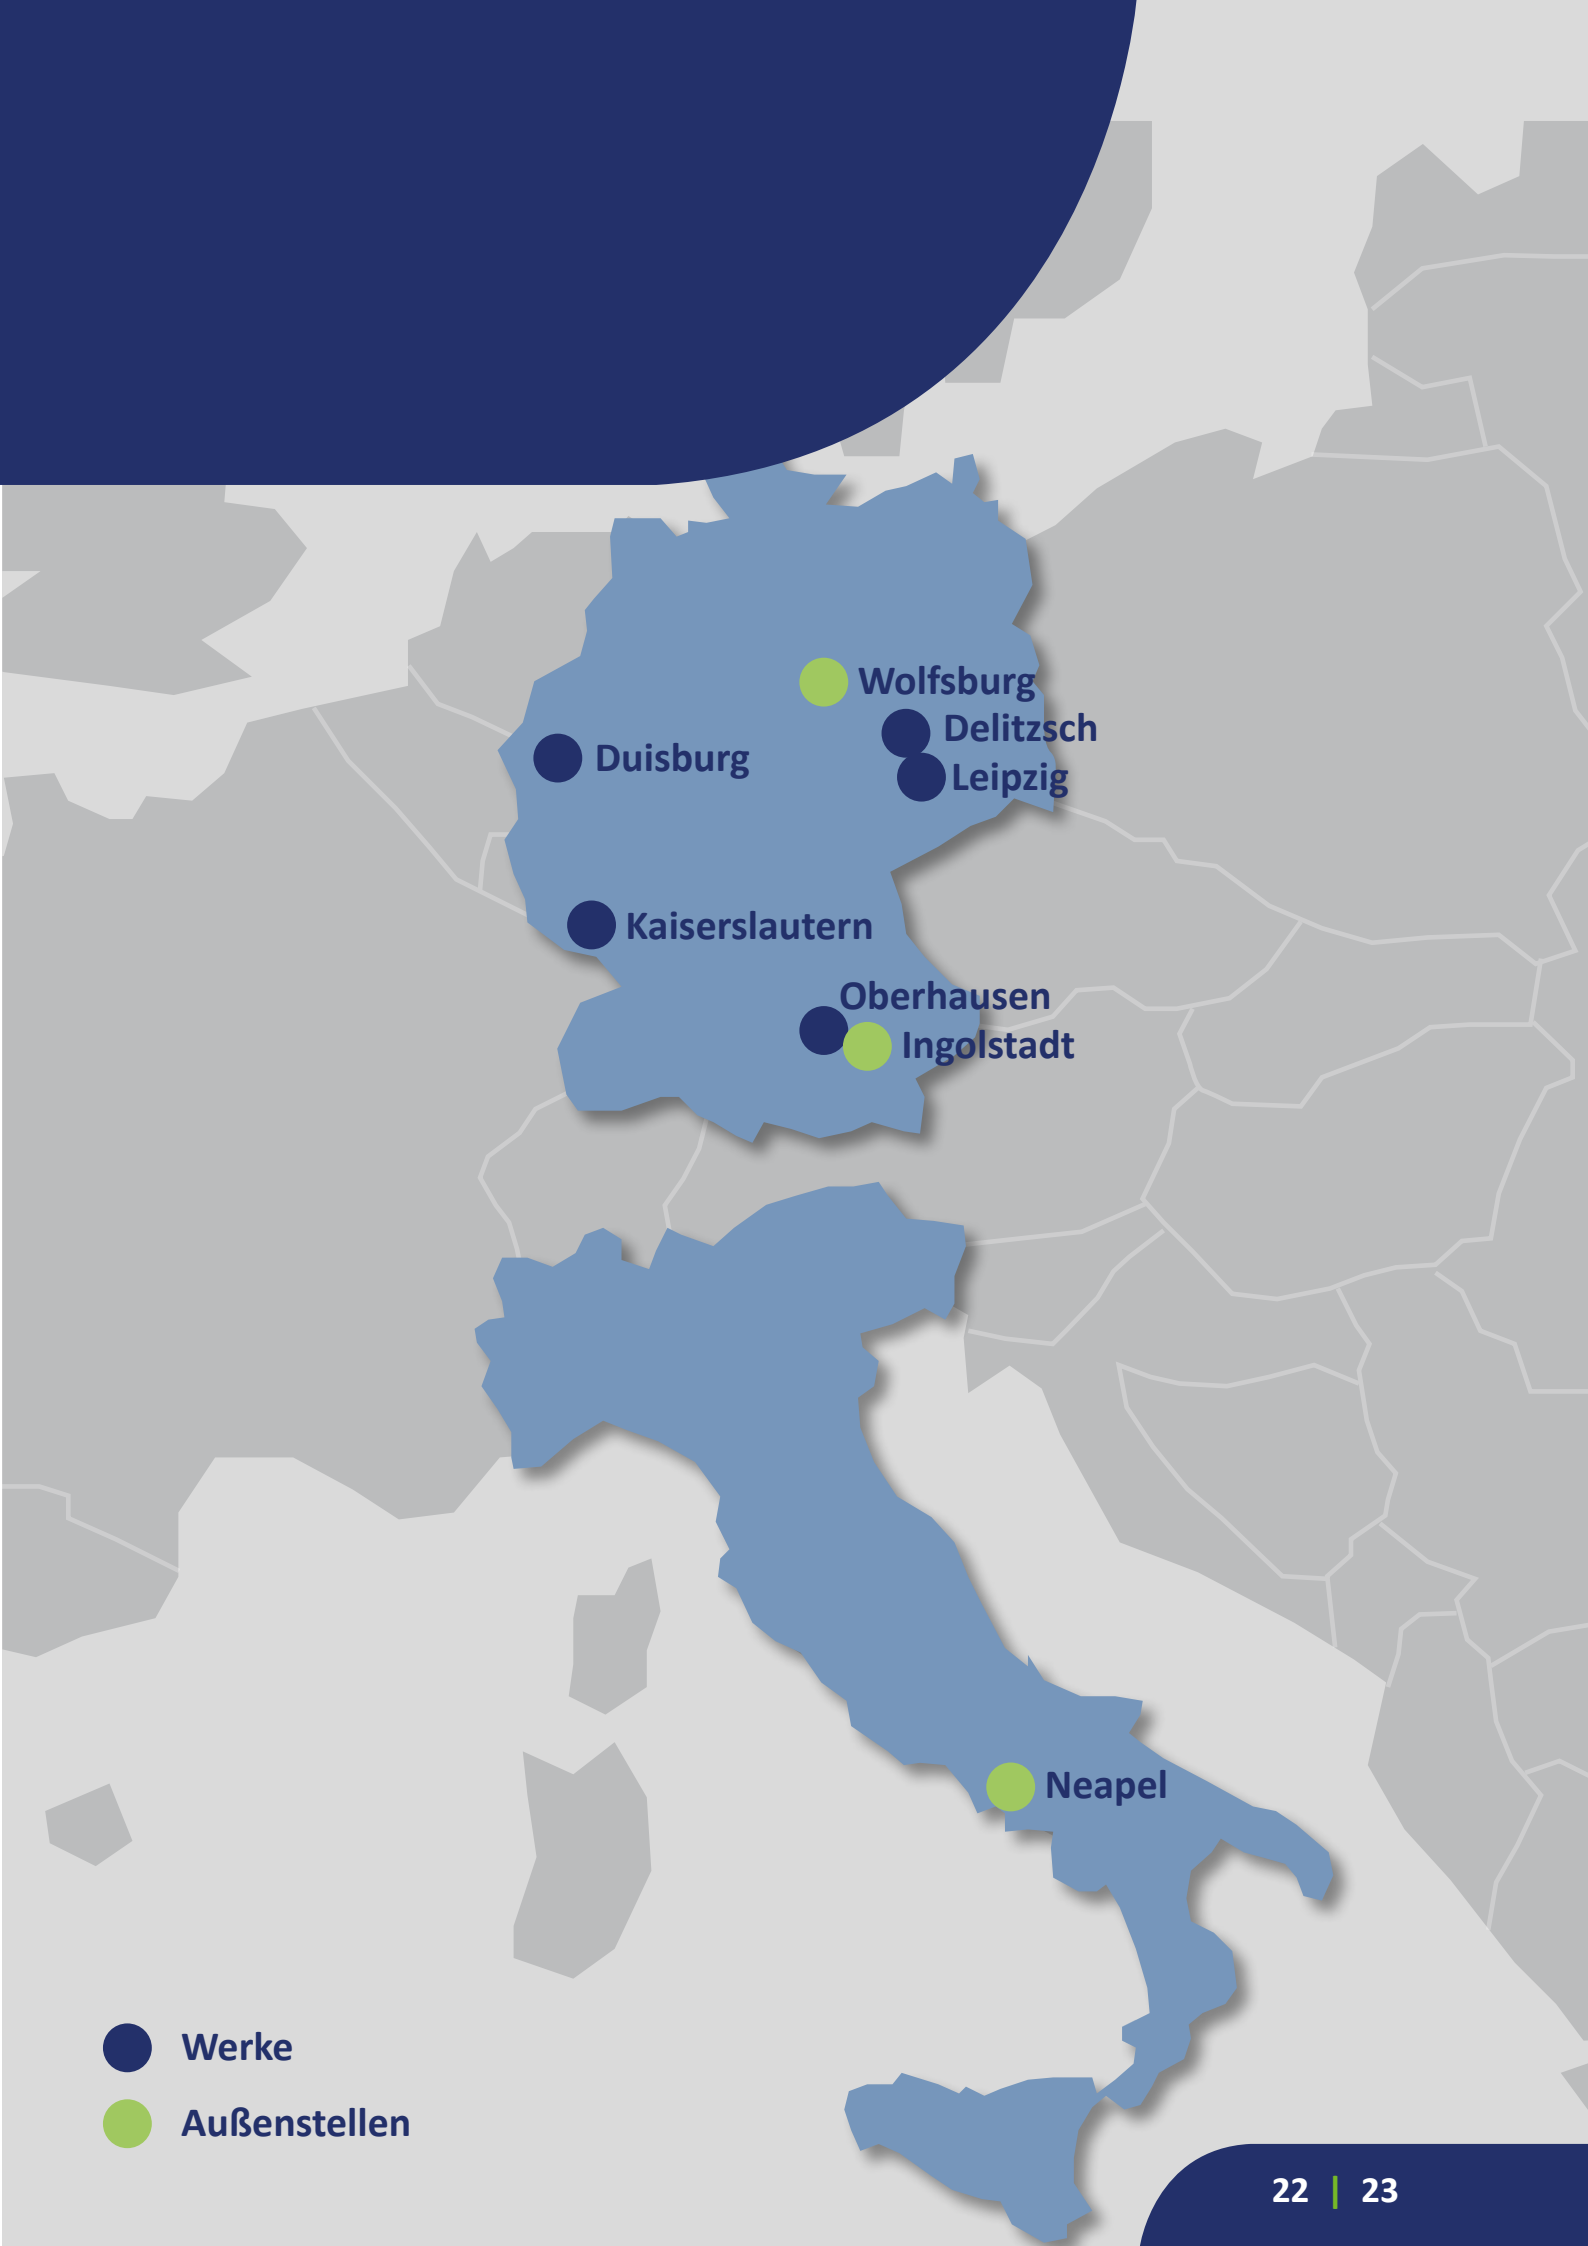 Wolfsburg
Delitzsch
Duisburg
Leipzig
Kaiserslautern
Oberhausen
Ingolstadt
Neapel
Werke
Außenstellen
22 | 23